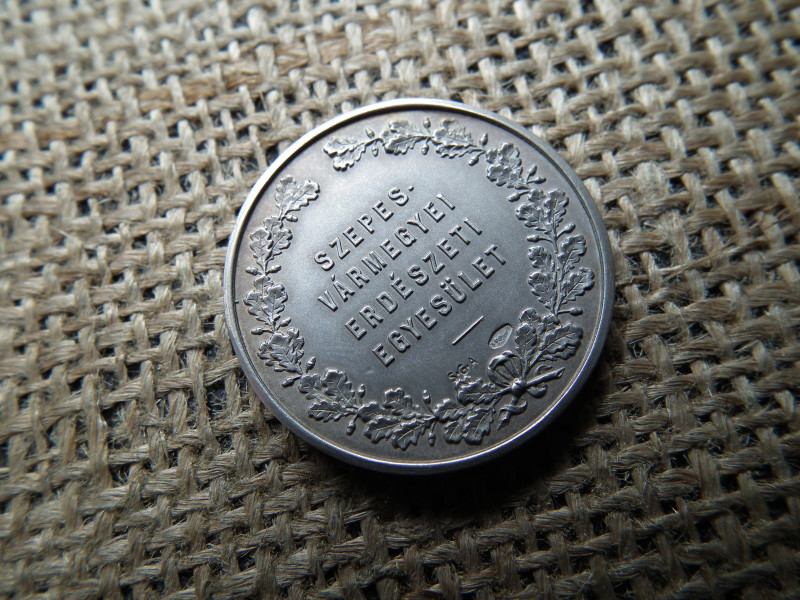 SZEPES-
VÁRMEGYEI
ERDÉSZETI
EGYESÜLET